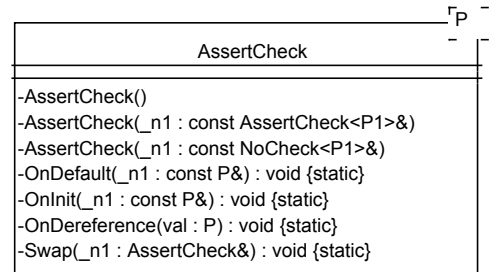 P
AssertCheck
-AssertCheck()
-AssertCheck(_n1 : const AssertCheck<P1>&)
-AssertCheck(_n1 : const NoCheck<P1>&)
-OnDefault(_n1 : const P&) : void {static}
-OnInit(_n1 : const P&) : void {static}
-OnDereference(val : P) : void {static}
-Swap(_n1 : AssertCheck&) : void {static}